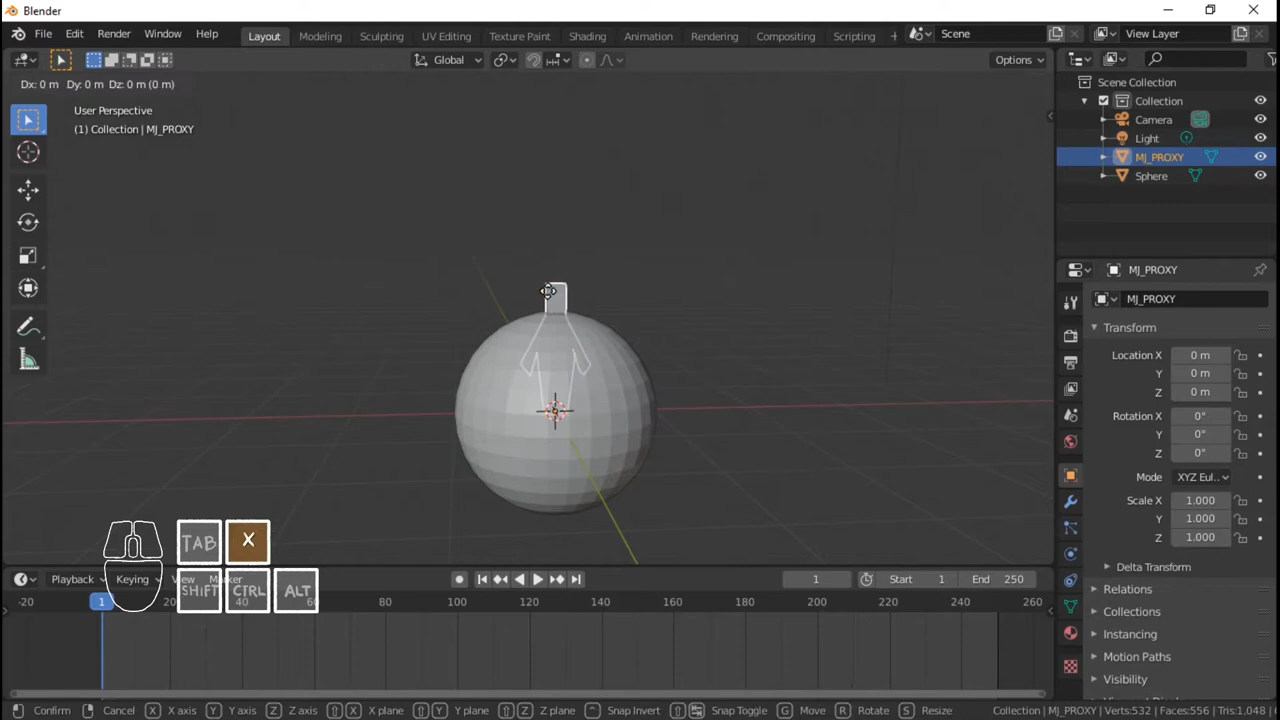 Blender
File Edit Render Window Help Layout Modeling Sculpting UV Editing Texture Paint Shading Animation Rendering Compositing Scripting + Scene View Layer
Global Options
Dx: 0 m Dy: 0 m Dz: 0 m (0 m)
User Perspective
(1) Collection | MJ_PROXY
Scene Collection
Collection
Camera
Light
MJ_PROXY
Sphere
MJ_PROXY
MJ_PROXY
Transform
Location X 0 m
Y 0 m
Z 0 m
Rotation X 0°
Y 0°
Z 0°
Mode XYZ Eul..
Scale X 1.000
Y 1.000
Z 1.000
Delta Transform
Relations
Collections
Instancing
Motion Paths
Visibility
TAB X
SHIFT CTRL ALT
Playback Keying View Marker 1 Start 1 End 250
-20 1 20 40 60 80 100 120 140 160 180 200 220 240 260
Confirm Cancel X X axis Y Y axis Z Z axis X X plane Y Y plane Z Z plane Snap Invert Snap Toggle G Move R Rotate S Resize Collection | MJ_PROXY | Verts:532 | Faces:556 | Tris:1,048